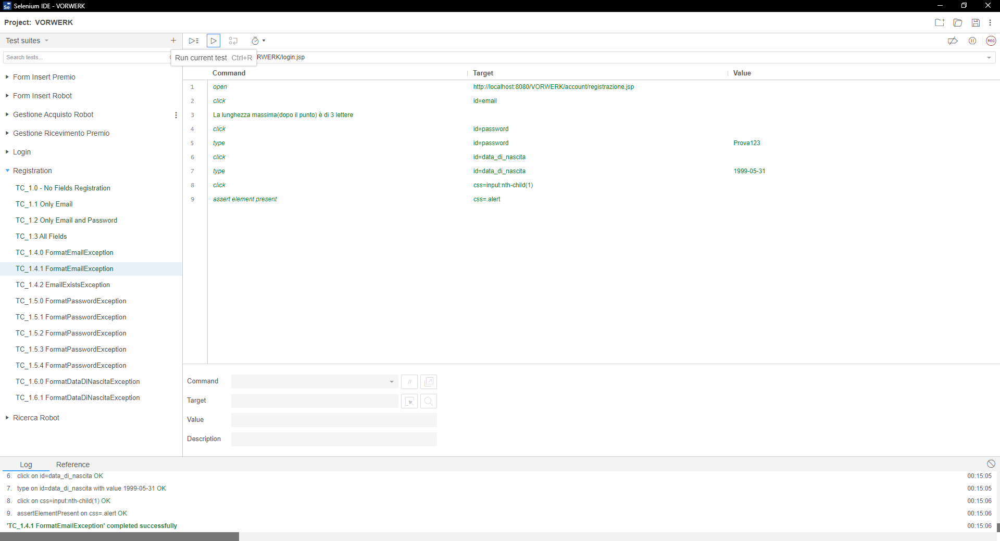 Selenium IDE - VORWERK
Project: VORWERK
Test suites
Search tests...
Run current test Ctrl+R
RWERK/login.jsp
Form Insert Premio
Form Insert Robot
Gestione Acquisto Robot
Gestione Ricevimento Premio
Login
Registration
TC_1.0 - No Fields Registration
TC_1.1 Only Email
TC_1.2 Only Email and Password
TC_1.3 All Fields
TC_1.4.0 FormatEmailException
TC_1.4.1 FormatEmailException
TC_1.4.2 EmailExistsException
TC_1.5.0 FormatPasswordException
TC_1.5.1 FormatPasswordException
TC_1.5.2 FormatPasswordException
TC_1.5.3 FormatPasswordException
TC_1.5.4 FormatPasswordException
TC_1.6.0 FormatDataDiNascitaException
TC_1.6.1 FormatDataDiNascitaException
Ricerca Robot
REC
Command Target Value
1 open http://localhost:8080/VORWERK/account/registrazione.jsp
2 click id=email
3 La lunghezza massima(dopo il punto) è di 3 lettere
4 click id=password
5 type id=password Prova123
6 click id=data_di_nascita
7 type id=data_di_nascita 1999-05-31
8 click css=input:nth-child(1)
9 assert element present css=.alert
Command //
Target
Value
Description
Log Reference
6. click on id=data_di_nascita OK 00:15:05
7. type on id=data_di_nascita with value 1999-05-31 OK 00:15:05
8. click on css=input:nth-child(1) OK 00:15:06
9. assertElementPresent on css=.alert OK 00:15:06
'TC_1.4.1 FormatEmailException' completed successfully 00:15:06